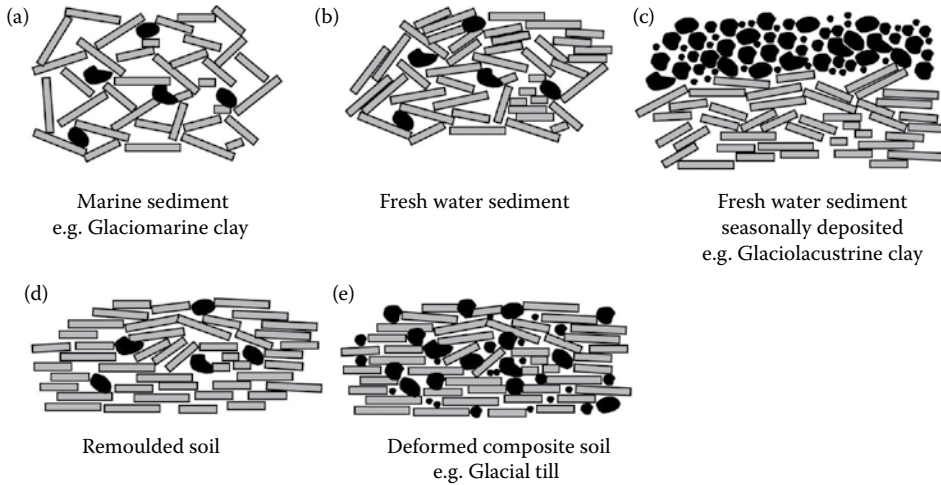 (a)
(b)
(c)
Marine sediment
e.g. Glaciomarine clay
Fresh water sediment
Fresh water sediment
seasonally deposited
e.g. Glaciolacustrine clay
(d)
(e)
Remoulded soil
Deformed composite soil
e.g. Glacial till